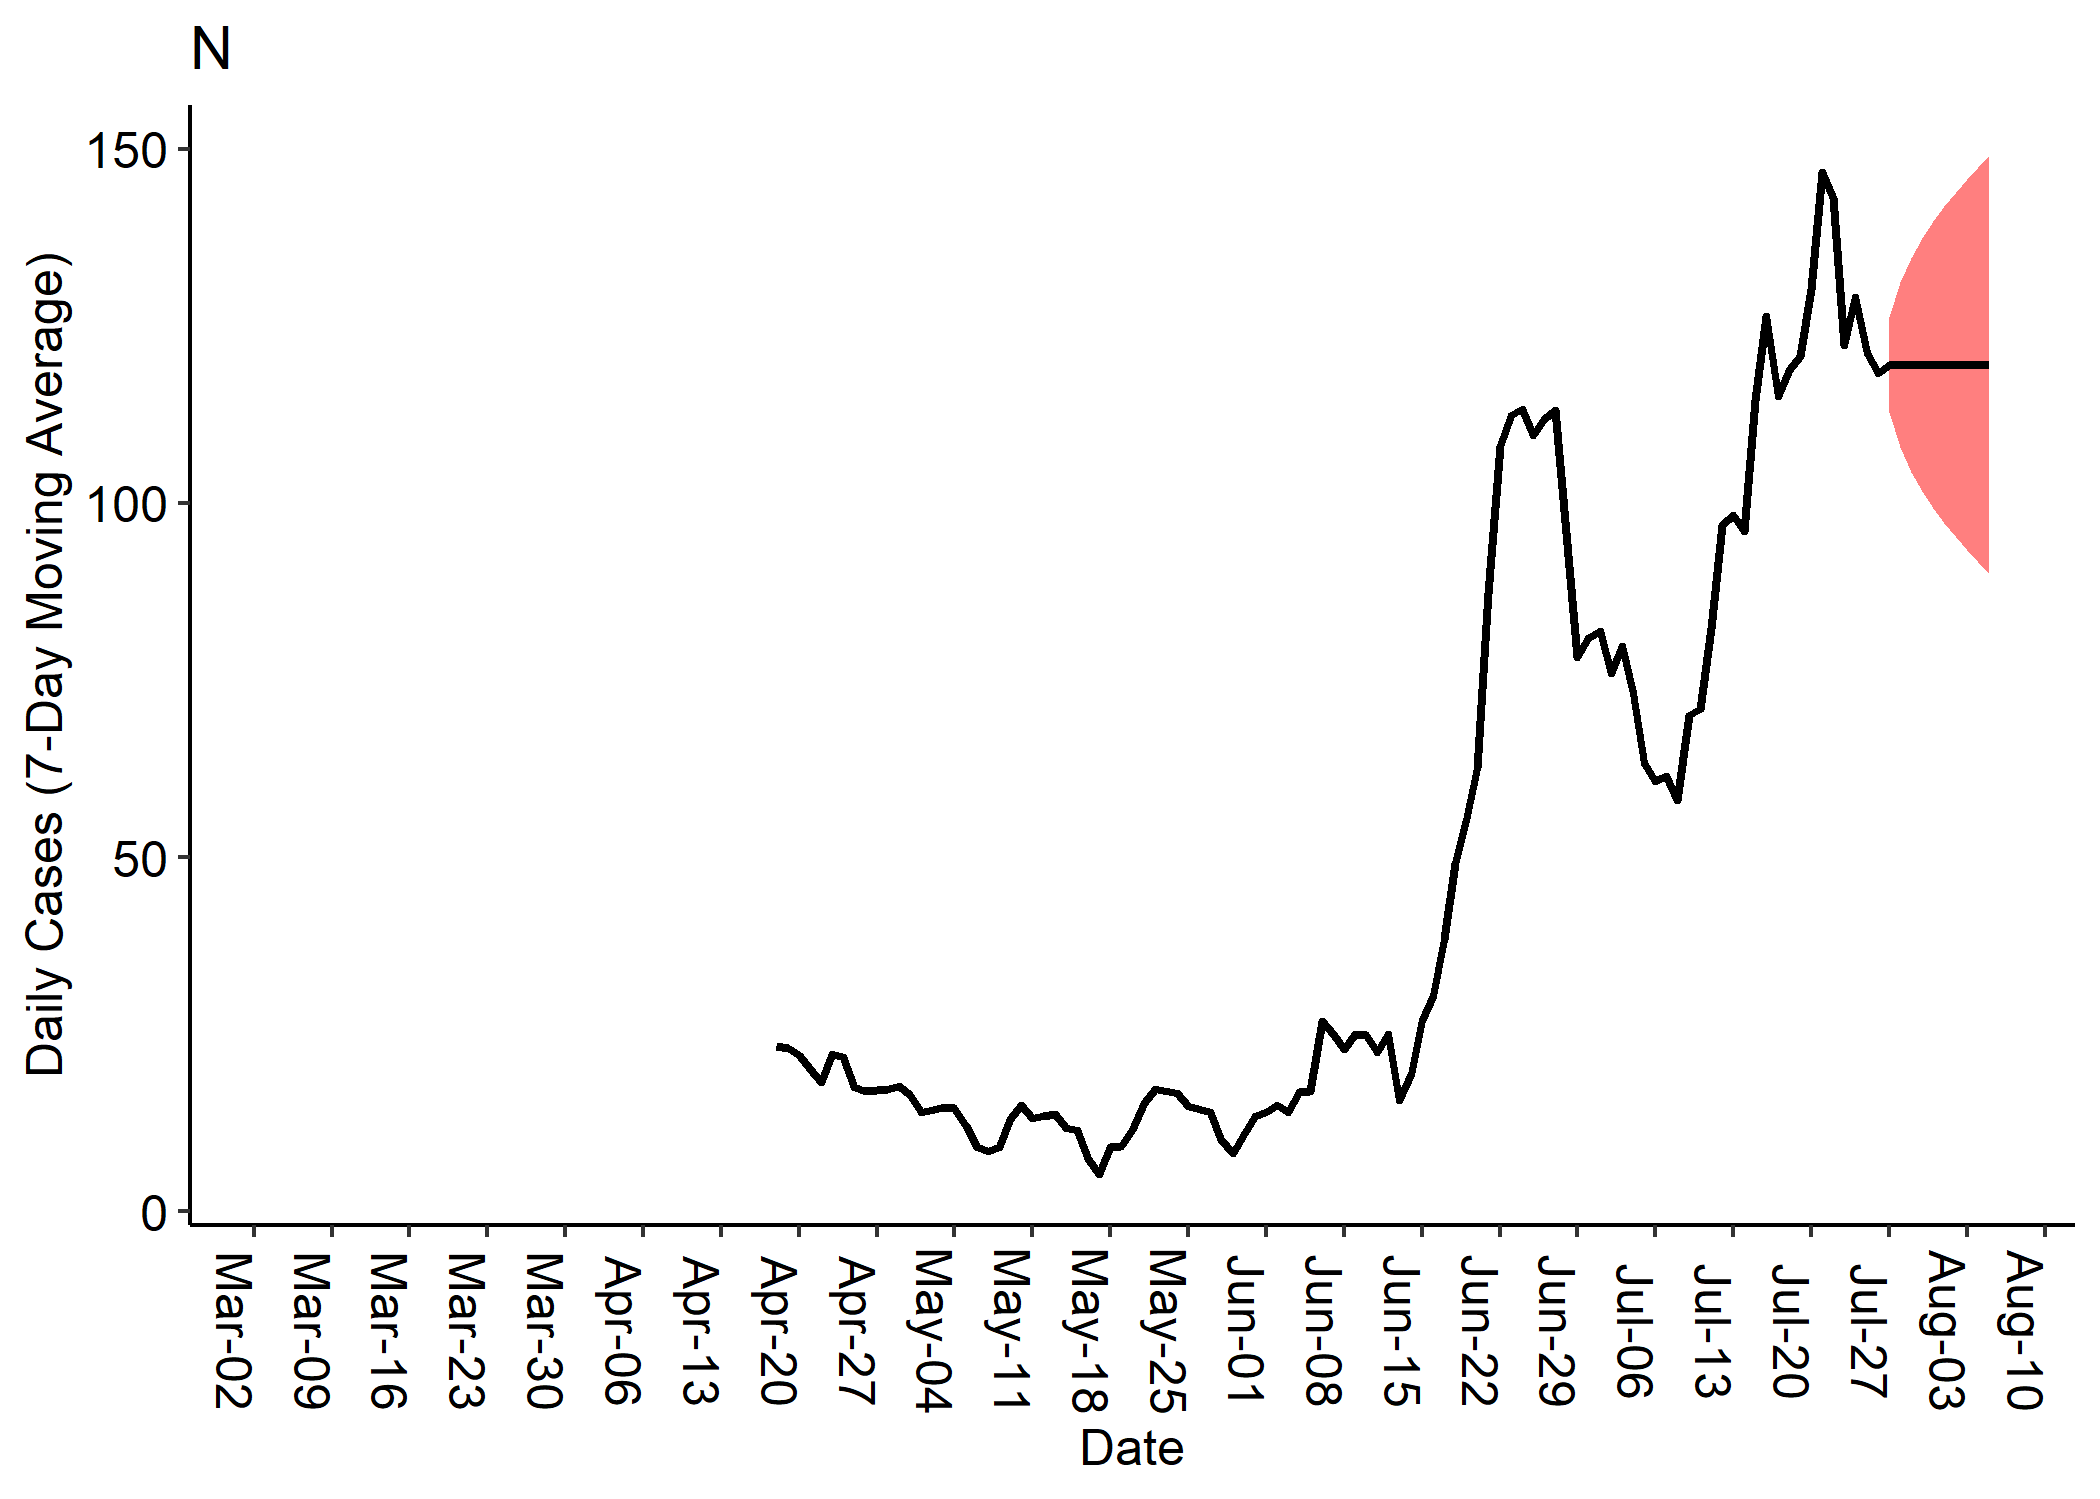 N
Daily Cases (7-Day Moving Average)
150
100
50
0
Mar-02
Mar-09
Mar-16
Mar-23
Mar-30
Apr-06
Apr-13
Apr-20
Apr-27
May-04
May-11
May-18
May-25
Jun-01
Jun-08
Jun-15
Jun-22
Jun-29
Jul-06
Jul-13
Jul-20
Jul-27
Aug-03
Aug-10
Date